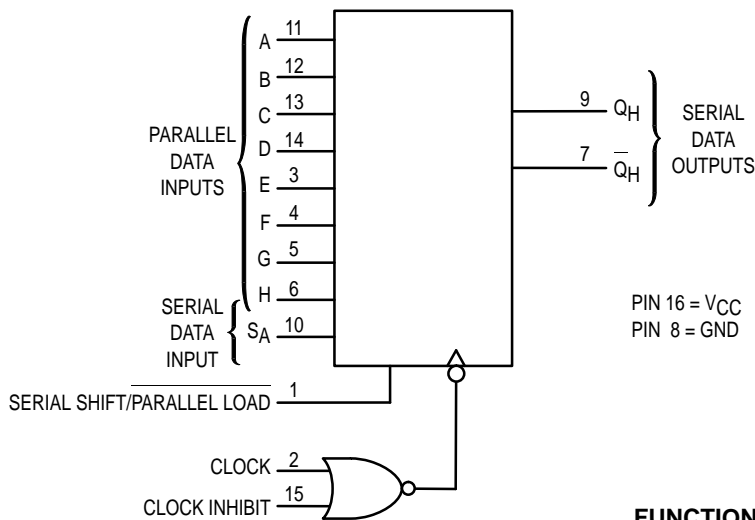 A 11
B 12
C 13
D 14
E 3
F 4
G 5
H 6
PARALLEL
DATA
INPUTS
SERIAL
DATA
INPUT
SA 10
SERIAL SHIFT/PARALLEL LOAD 1
CLOCK 2
CLOCK INHIBIT 15
9 QH
7 Q̅H
SERIAL
DATA
OUTPUTS
PIN 16 = VCC
PIN 8 = GND
FUNCTION